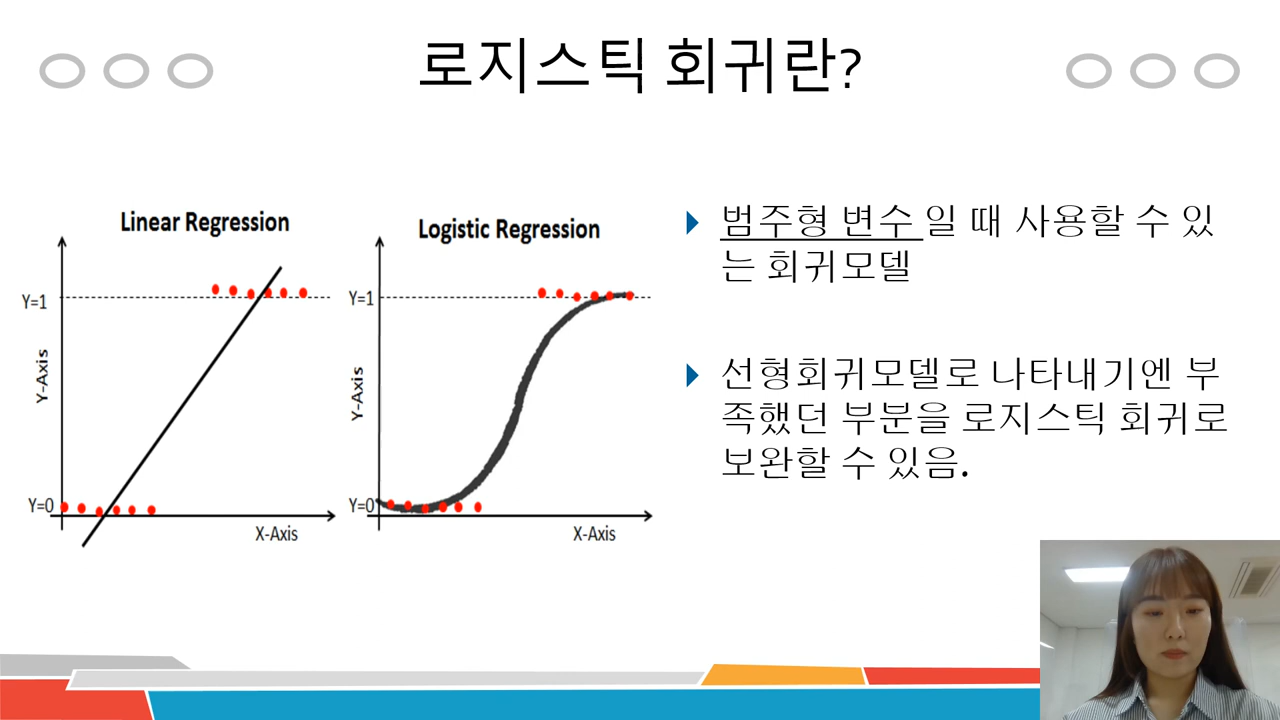 로지스틱 회귀란?
Linear Regression
Y=1
Y-Axis
Y=0
X-Axis
Logistic Regression
Y=1
Y-Axis
Y=0
X-Axis
범주형 변수 일 때 사용할 수 있
는 회귀모델
선형회귀모델로 나타내기엔 부
족했던 부분을 로지스틱 회귀로
보완할 수 있음.